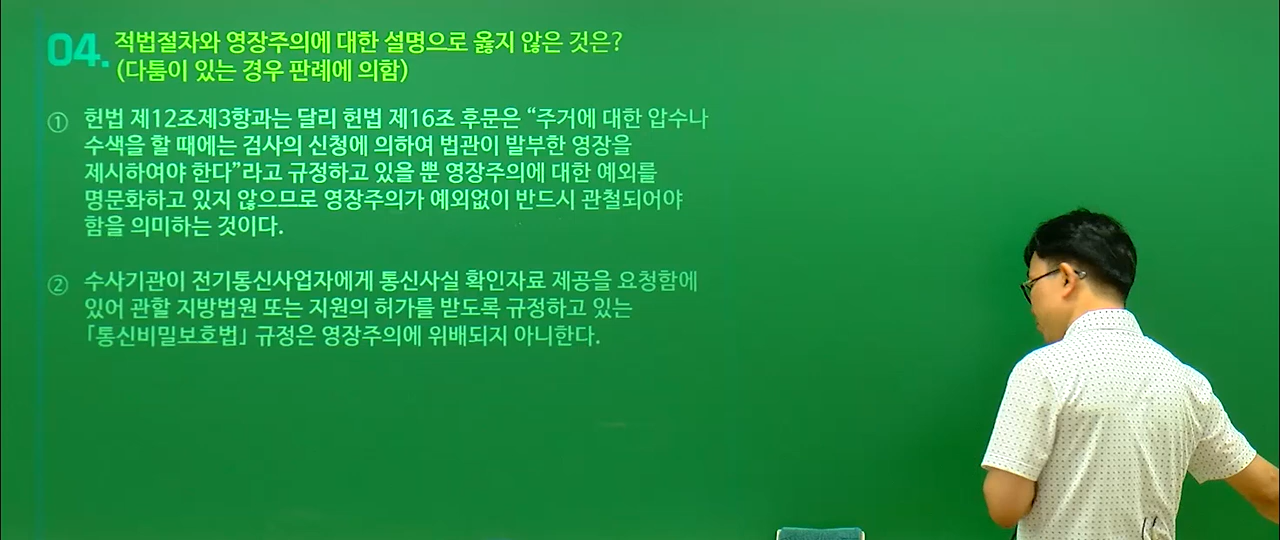 04. 적법절차와 영장주의에 대한 설명으로 옳지 않은 것은?
(다툼이 있는 경우 판례에 의함)
① 헌법 제12조제3항과는 달리 헌법 제16조 후문은 “주거에 대한 압수나
수색을 할 때에는 검사의 신청에 의하여 법관이 발부한 영장을
제시하여야 한다”라고 규정하고 있을 뿐 영장주의에 대한 예외를
명문화하고 있지 않으므로 영장주의가 예외없이 반드시 관철되어야
함을 의미하는 것이다.
② 수사기관이 전기통신사업자에게 통신사실 확인자료 제공을 요청함에
있어 관할 지방법원 또는 지원의 허가를 받도록 규정하고 있는
「통신비밀보호법」 규정은 영장주의에 위배되지 아니한다.